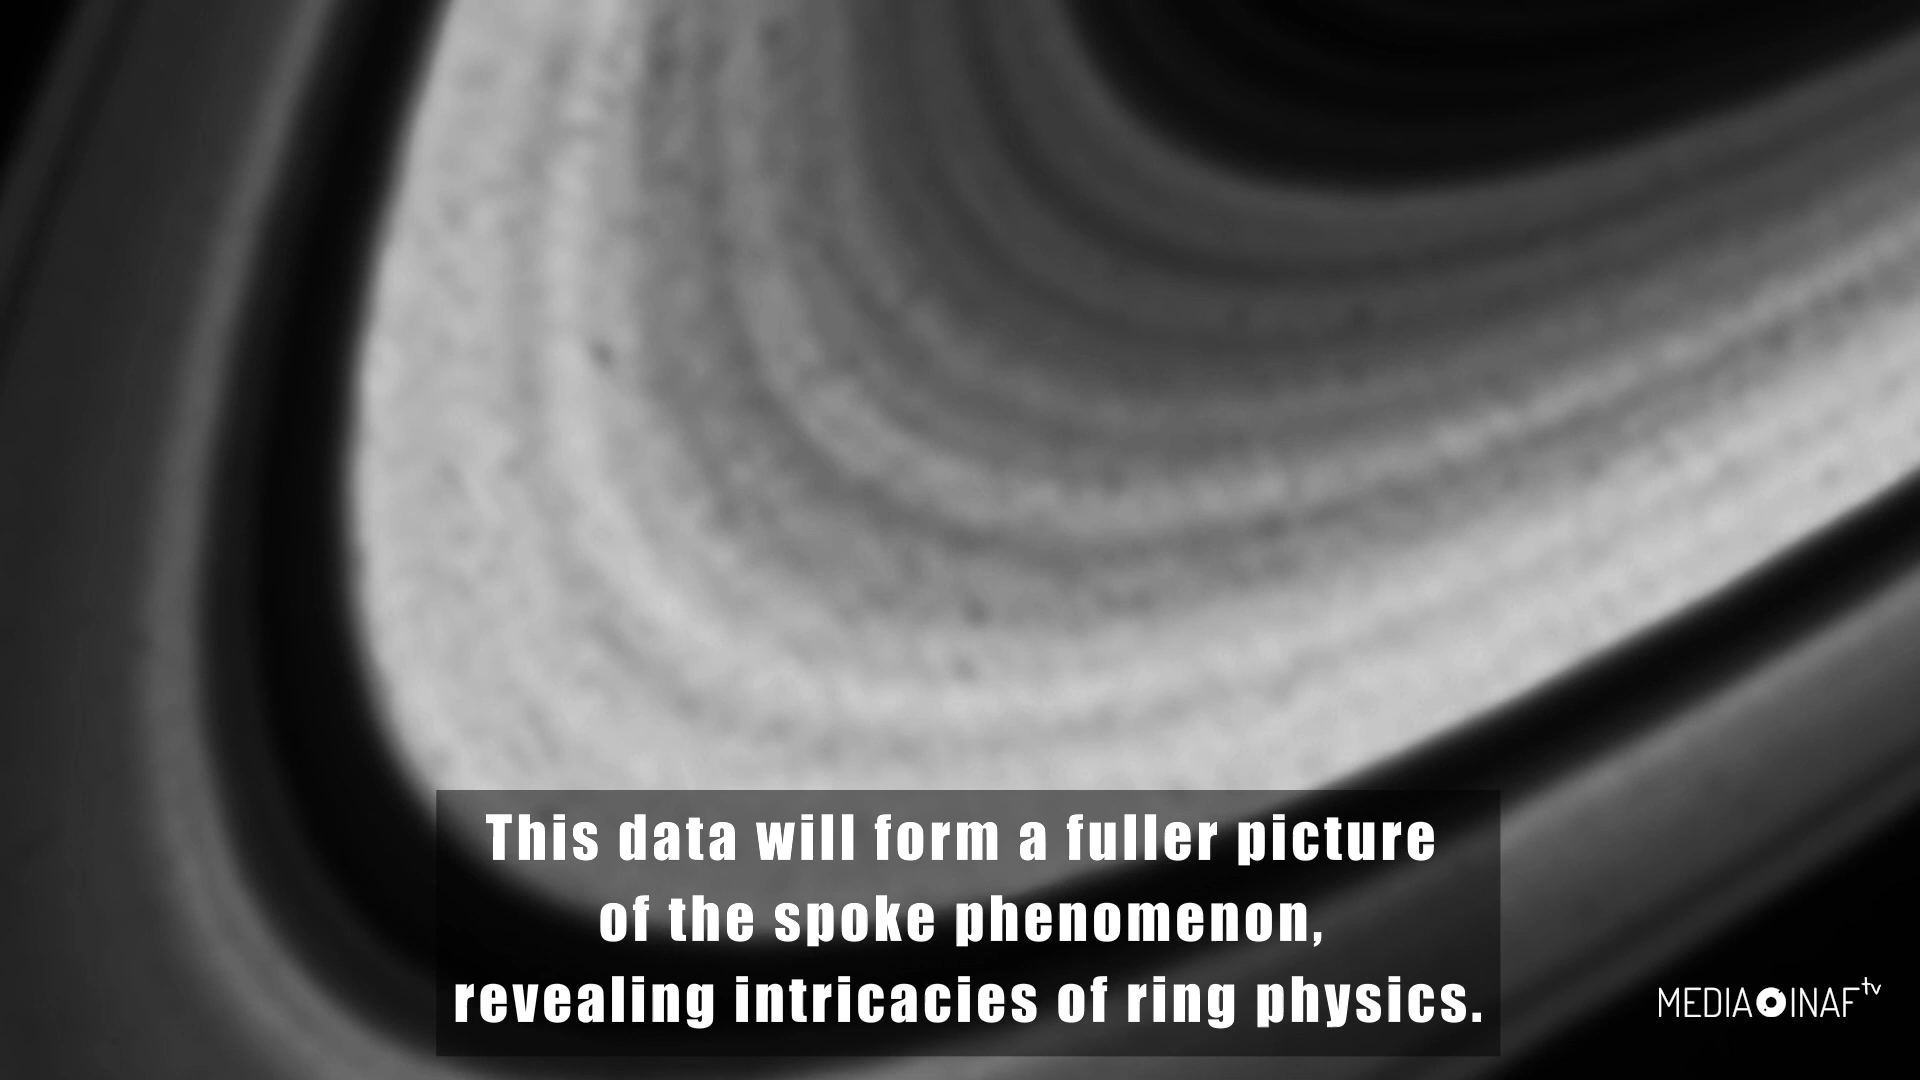 This data will form a fuller picture
of the spoke phenomenon,
revealing intricacies of ring physics.
MEDIA INAF tv